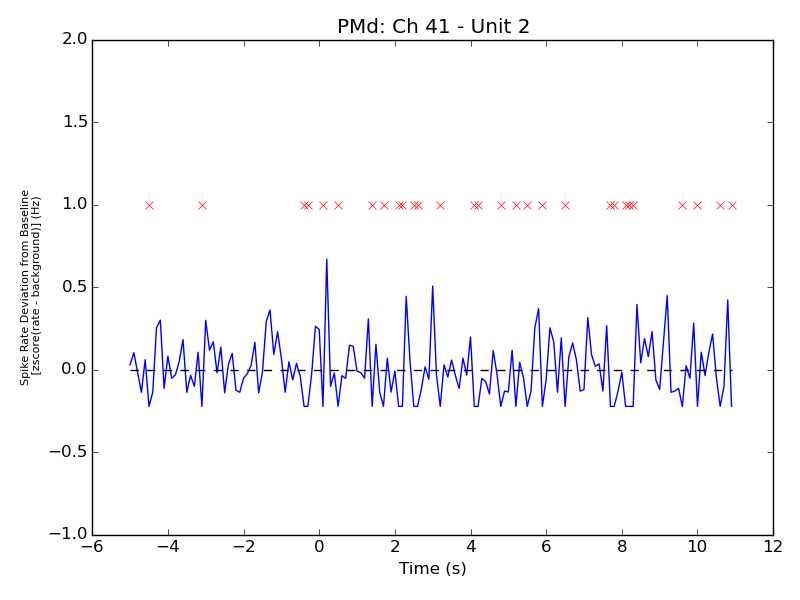 PMd: Ch 41 - Unit 2
2.0
1.5
1.0
0.5
0.0
−0.5
−1.0
Spike Rate Deviation from Baseline
[zscore(rate - background)] (Hz)
−6 −4 −2 0 2 4 6 8 10 12
Time (s)